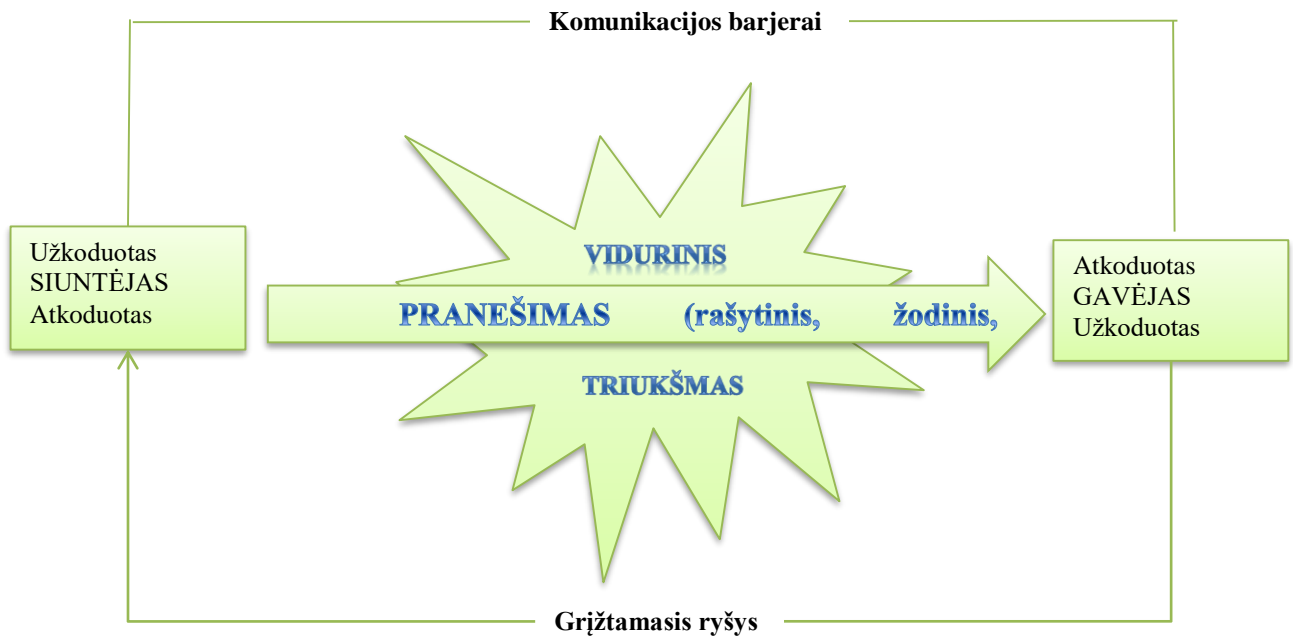 Komunikacijos barjerai
Užkoduotas
SIUNTĖJAS
Atkoduotas
VIDURINIS
PRANEŠIMAS (rašytinis, žodinis,
TRIUKŠMAS
Atkoduotas
GAVĖJAS
Užkoduotas
Grįžtamasis ryšys